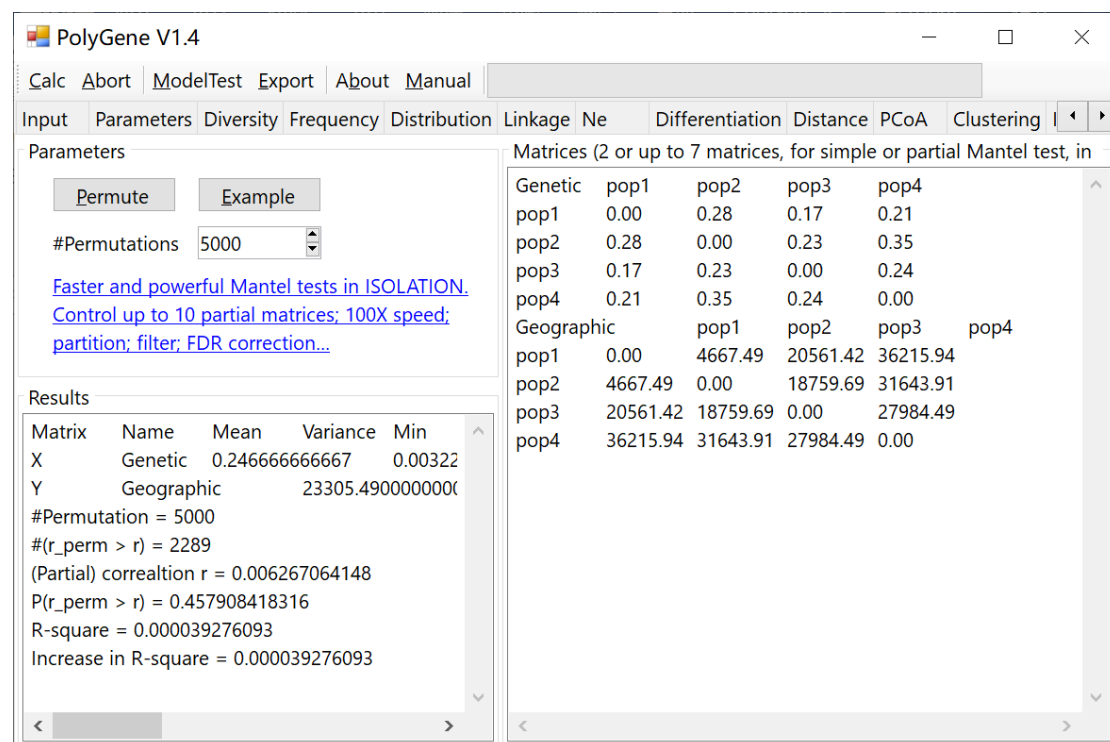 PolyGene V1.4
Calc Abort ModelTest Export About Manual
Input Parameters Diversity Frequency Distribution Linkage Ne Differentiation Distance PCoA Clustering
Parameters
Permute Example
#Permutations 5000
Faster and powerful Mantel tests in ISOLATION.
Control up to 10 partial matrices; 100X speed;
partition; filter; FDR correction...
Results
Matrix Name Mean Variance Min
X Genetic 0.246666666667 0.00322
Y Geographic 23305.490000000
#Permutation = 5000
#(r_perm > r) = 2289
(Partial) correaltion r = 0.006267064148
P(r_perm > r) = 0.457908418316
R-square = 0.000039276093
Increase in R-square = 0.000039276093
Matrices (2 or up to 7 matrices, for simple or partial Mantel test, in
Genetic pop1 pop2 pop3 pop4
pop1 0.00 0.28 0.17 0.21
pop2 0.28 0.00 0.23 0.35
pop3 0.17 0.23 0.00 0.24
pop4 0.21 0.35 0.24 0.00
Geographic pop1 pop2 pop3 pop4
pop1 0.00 4667.49 20561.42 36215.94
pop2 4667.49 0.00 18759.69 31643.91
pop3 20561.42 18759.69 0.00 27984.49
pop4 36215.94 31643.91 27984.49 0.00